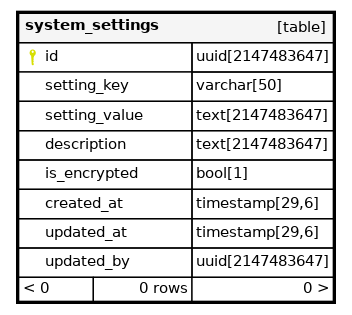 system_settings [table]
id uuid[2147483647]
setting_key varchar[50]
setting_value text[2147483647]
description text[2147483647]
is_encrypted bool[1]
created_at timestamp[29,6]
updated_at timestamp[29,6]
updated_by uuid[2147483647]
< 0 0 rows 0 >